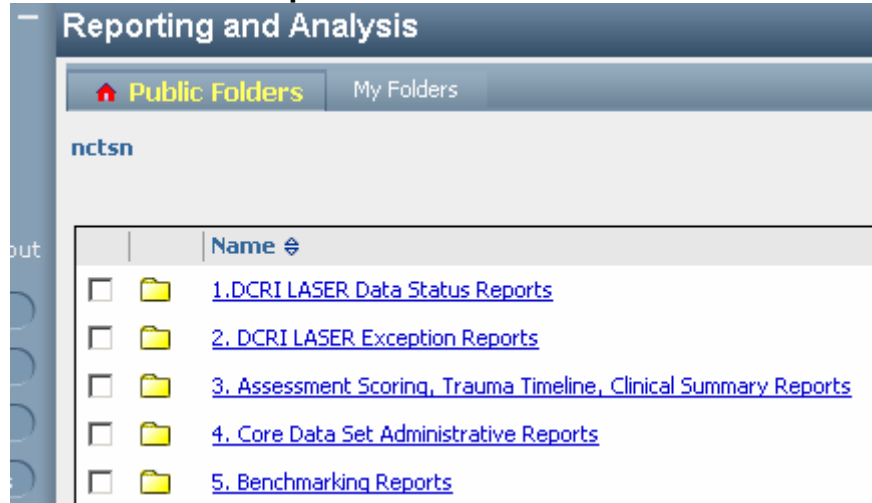 Reporting and Analysis
Public Folders My Folders
nctsn
Name
1.DCRI LASER Data Status Reports
2. DCRI LASER Exception Reports
3. Assessment Scoring, Trauma Timeline, Clinical Summary Reports
4. Core Data Set Administrative Reports
5. Benchmarking Reports